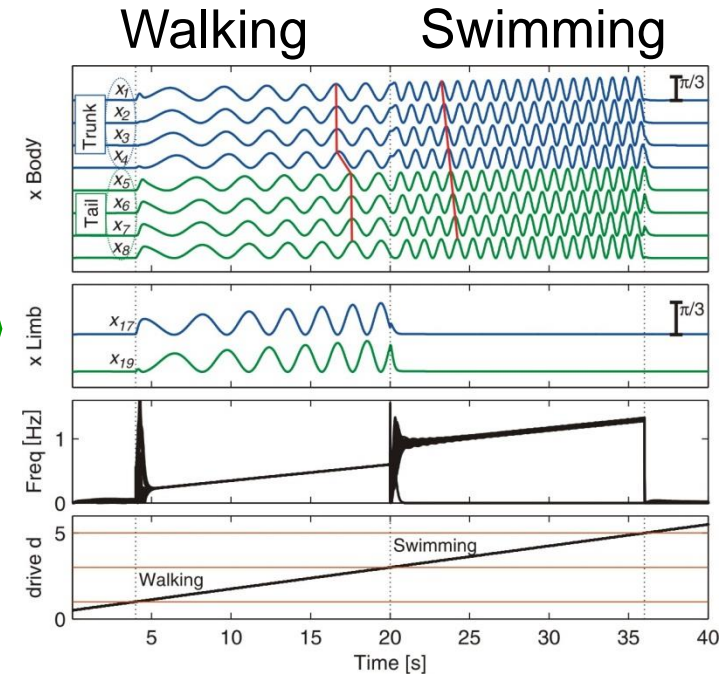 Walking Swimming
x Body
Trunk
Tail
x1
x2
x3
x4
x5
x6
x7
x8
π/3
x Limb
x17
x19
π/3
Freq [Hz]
1
0
drive d
5
0
Walking
Swimming
5 10 15 20 25 30 35 40
Time [s]